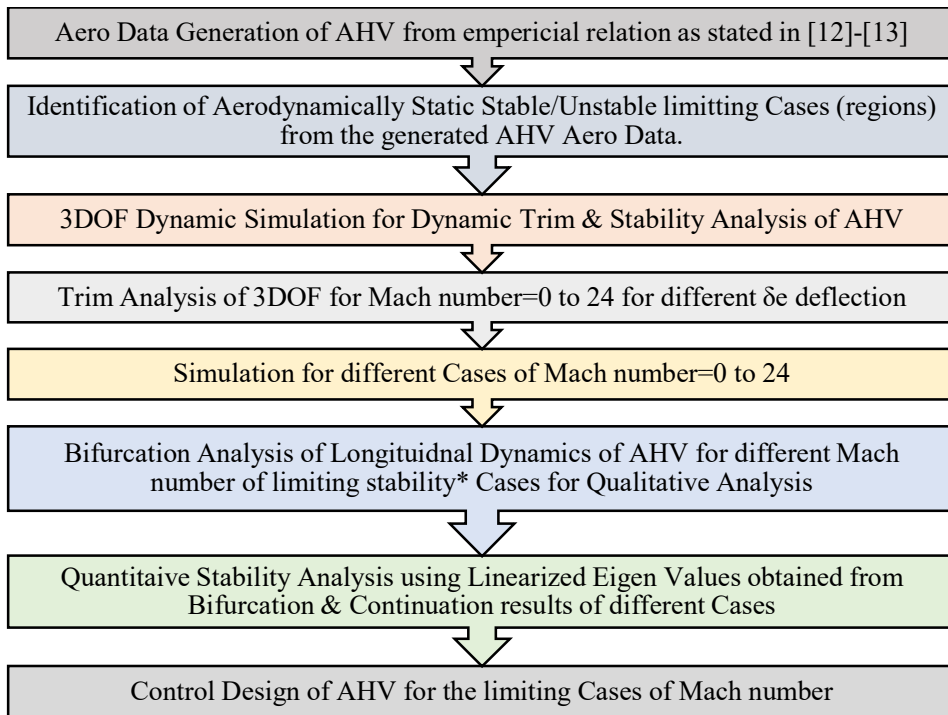 Aero Data Generation of AHV from empericial relation as stated in [12]-[13]
Identification of Aerodynamically Static Stable/Unstable limitting Cases (regions)
from the generated AHV Aero Data.
3DOF Dynamic Simulation for Dynamic Trim & Stability Analysis of AHV
Trim Analysis of 3DOF for Mach number=0 to 24 for different δe deflection
Simulation for different Cases of Mach number=0 to 24
Bifurcation Analysis of Longituidnal Dynamics of AHV for different Mach
number of limiting stability* Cases for Qualitative Analysis
Quantitaive Stability Analysis using Linearized Eigen Values obtained from
Bifurcation & Continuation results of different Cases
Control Design of AHV for the limiting Cases of Mach number